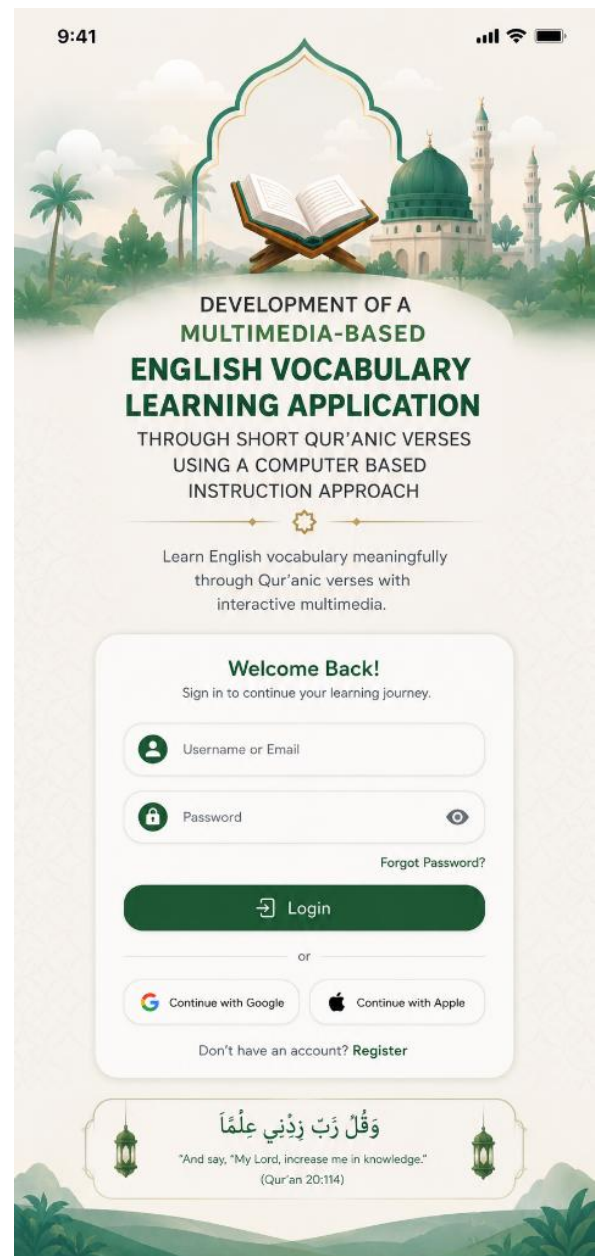 9:41
DEVELOPMENT OF A
MULTIMEDIA-BASED
ENGLISH VOCABULARY
LEARNING APPLICATION
THROUGH SHORT QUR'ANIC VERSES
USING A COMPUTER BASED
INSTRUCTION APPROACH
Learn English vocabulary meaningfully
through Qur'anic verses with
interactive multimedia.
Welcome Back!
Sign in to continue your learning journey.
Username or Email
Password
Forgot Password?
Login
or
Continue with Google
Continue with Apple
Don't have an account? Register
وَقُلْ رَبِّ زِدْنِي عِلْمًا
"And say, "My Lord, increase me in knowledge."
(Qur'an 20:114)